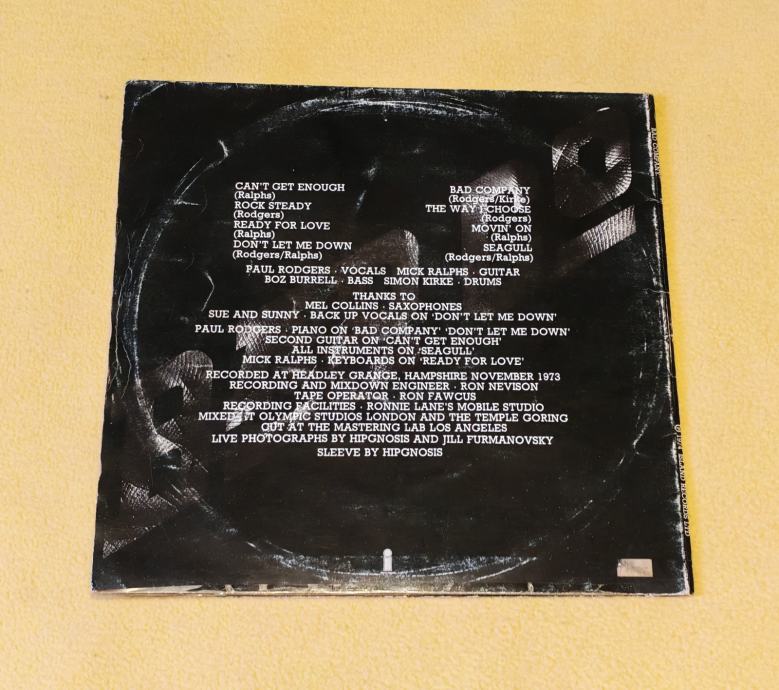 CAN'T GET ENOUGH
(Ralphs)
ROCK STEADY
(Rodgers)
READY FOR LOVE
(Ralphs)
DON'T LET ME DOWN
(Rodgers/Ralphs)
BAD COMPANY
(Rodgers/Kirke)
THE WAY I CHOOSE
(Rodgers)
MOVIN' ON
(Ralphs)
SEAGULL
(Rodgers/Ralphs)
PAUL RODGERS · VOCALS MICK RALPHS · GUITAR
BOZ BURRELL · BASS SIMON KIRKE · DRUMS
THANKS TO
MEL COLLINS · SAXOPHONES
SUE AND SUNNY · BACK UP VOCALS ON 'DON'T LET ME DOWN'
PAUL RODGERS · PIANO ON 'BAD COMPANY' 'DON'T LET ME DOWN'
SECOND GUITAR ON 'CAN'T GET ENOUGH'
ALL INSTRUMENTS ON 'SEAGULL'
MICK RALPHS · KEYBOARDS ON 'READY FOR LOVE'
RECORDED AT HEADLEY GRANGE, HAMPSHIRE NOVEMBER 1973
RECORDING AND MIXDOWN ENGINEER · RON NEVISON
TAPE OPERATOR · RON FAWCUS
RECORDING FACILITIES · RONNIE LANE'S MOBILE STUDIO
MIXED AT OLYMPIC STUDIOS LONDON AND THE TEMPLE GORING
CUT AT THE MASTERING LAB LOS ANGELES
LIVE PHOTOGRAPHS BY HIPGNOSIS AND JILL FURMANOVSKY
SLEEVE BY HIPGNOSIS
i
BAD COMPANY
℗ 1974 ISLAND RECORDS LTD